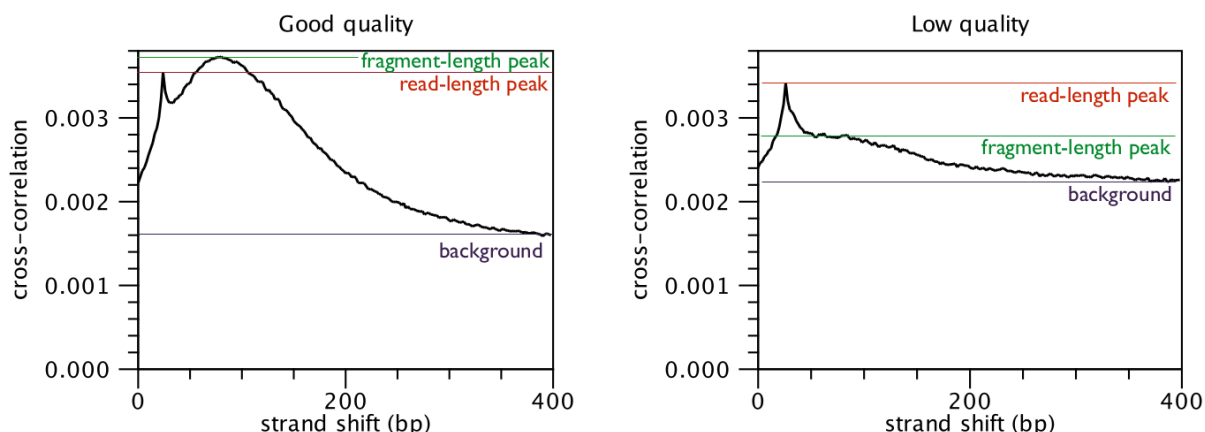 Good quality
fragment-length peak
read-length peak
background
cross-correlation
0.003
0.002
0.001
0.000
0
200
400
strand shift (bp)
Low quality
read-length peak
fragment-length peak
background
cross-correlation
0.003
0.002
0.001
0.000
0
200
400
strand shift (bp)